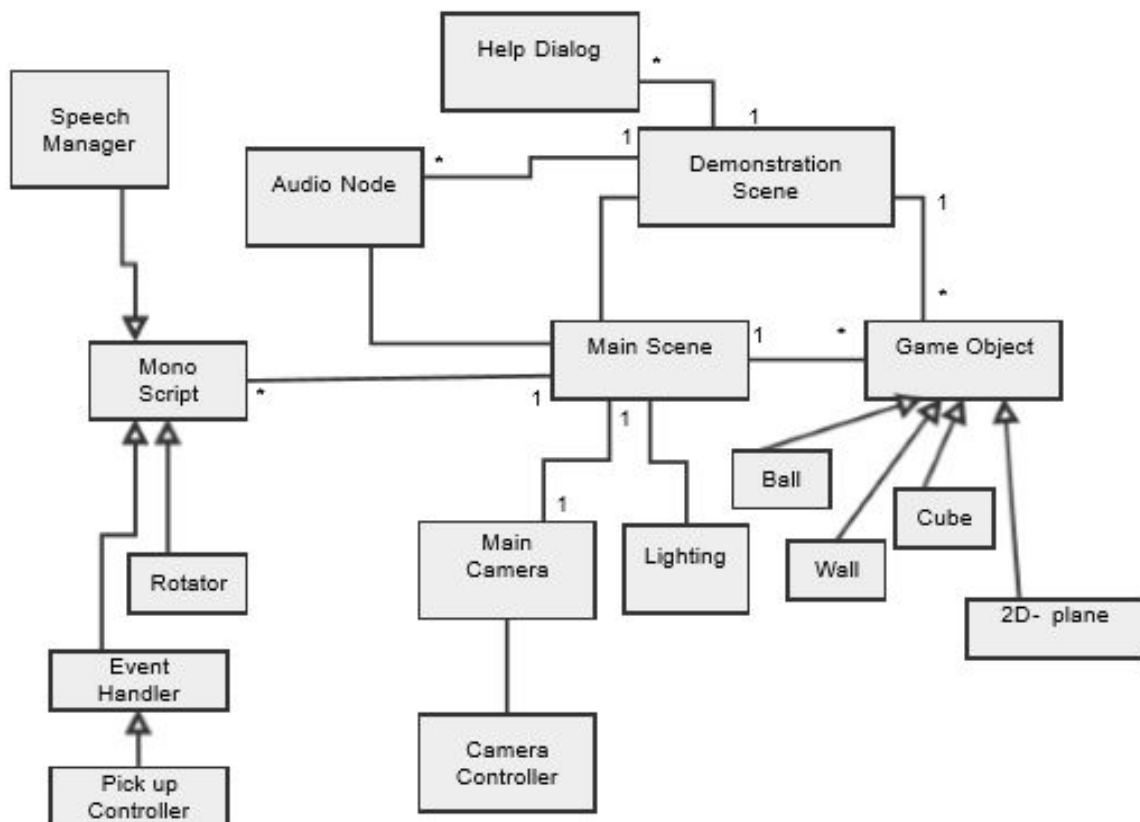 Help Dialog
*
1
Speech
Manager
Audio Node
*
1
Demonstration
Scene
1
*
Mono
Script
*
Main Scene
1
1
1
*
Game Object
Ball
Cube
Wall
2D- plane
1
Main
Camera
Lighting
Rotator
Event
Handler
Camera
Controller
Pick up
Controller